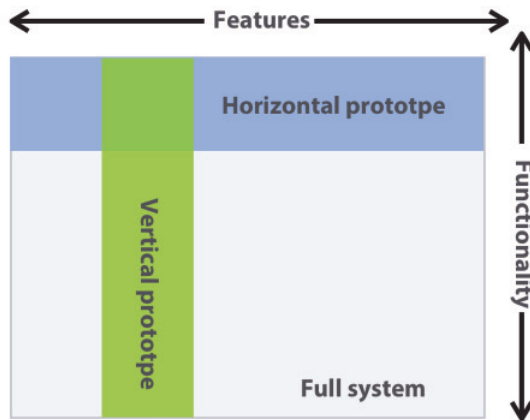 Features
Horizontal prototpe
Functionality
Vertical prototpe
Full system